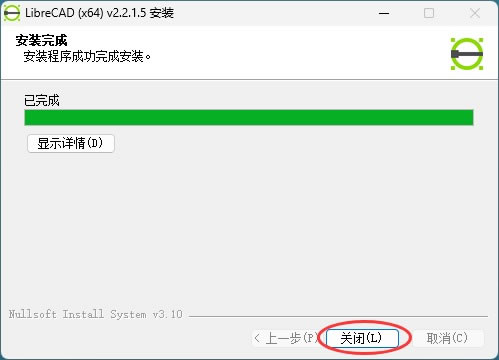 LibreCAD (x64) v2.2.1.5 安装
安装完成
安装程序成功完成安装。
已完成
显示详情(D)
Nullsoft Install System v3.10
< 上一步(P)
关闭(L)
取消(C)